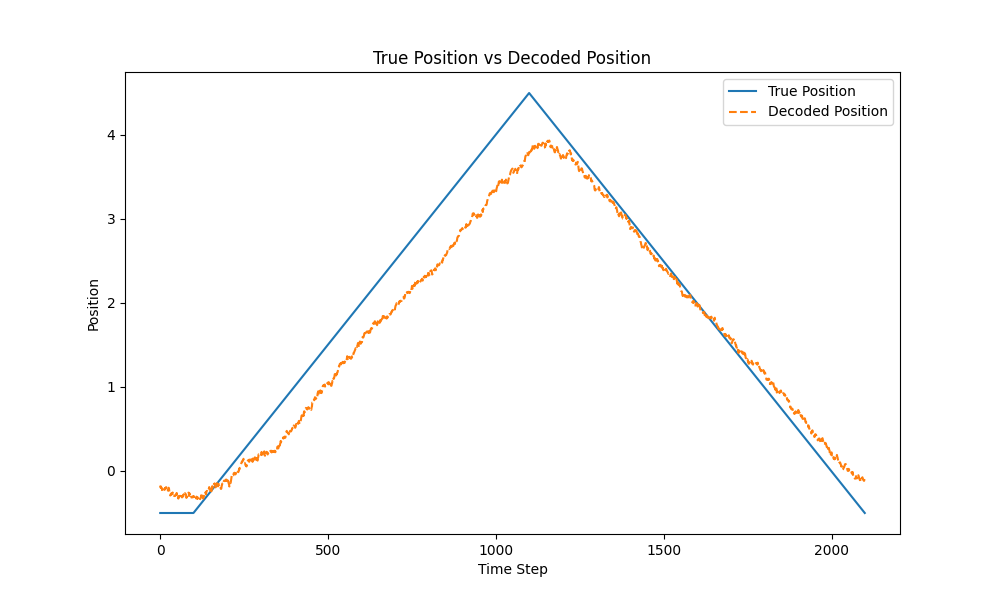 True Position vs Decoded Position
True Position
Decoded Position
4
3
2
1
0
Position
0
500
1000
1500
2000
Time Step